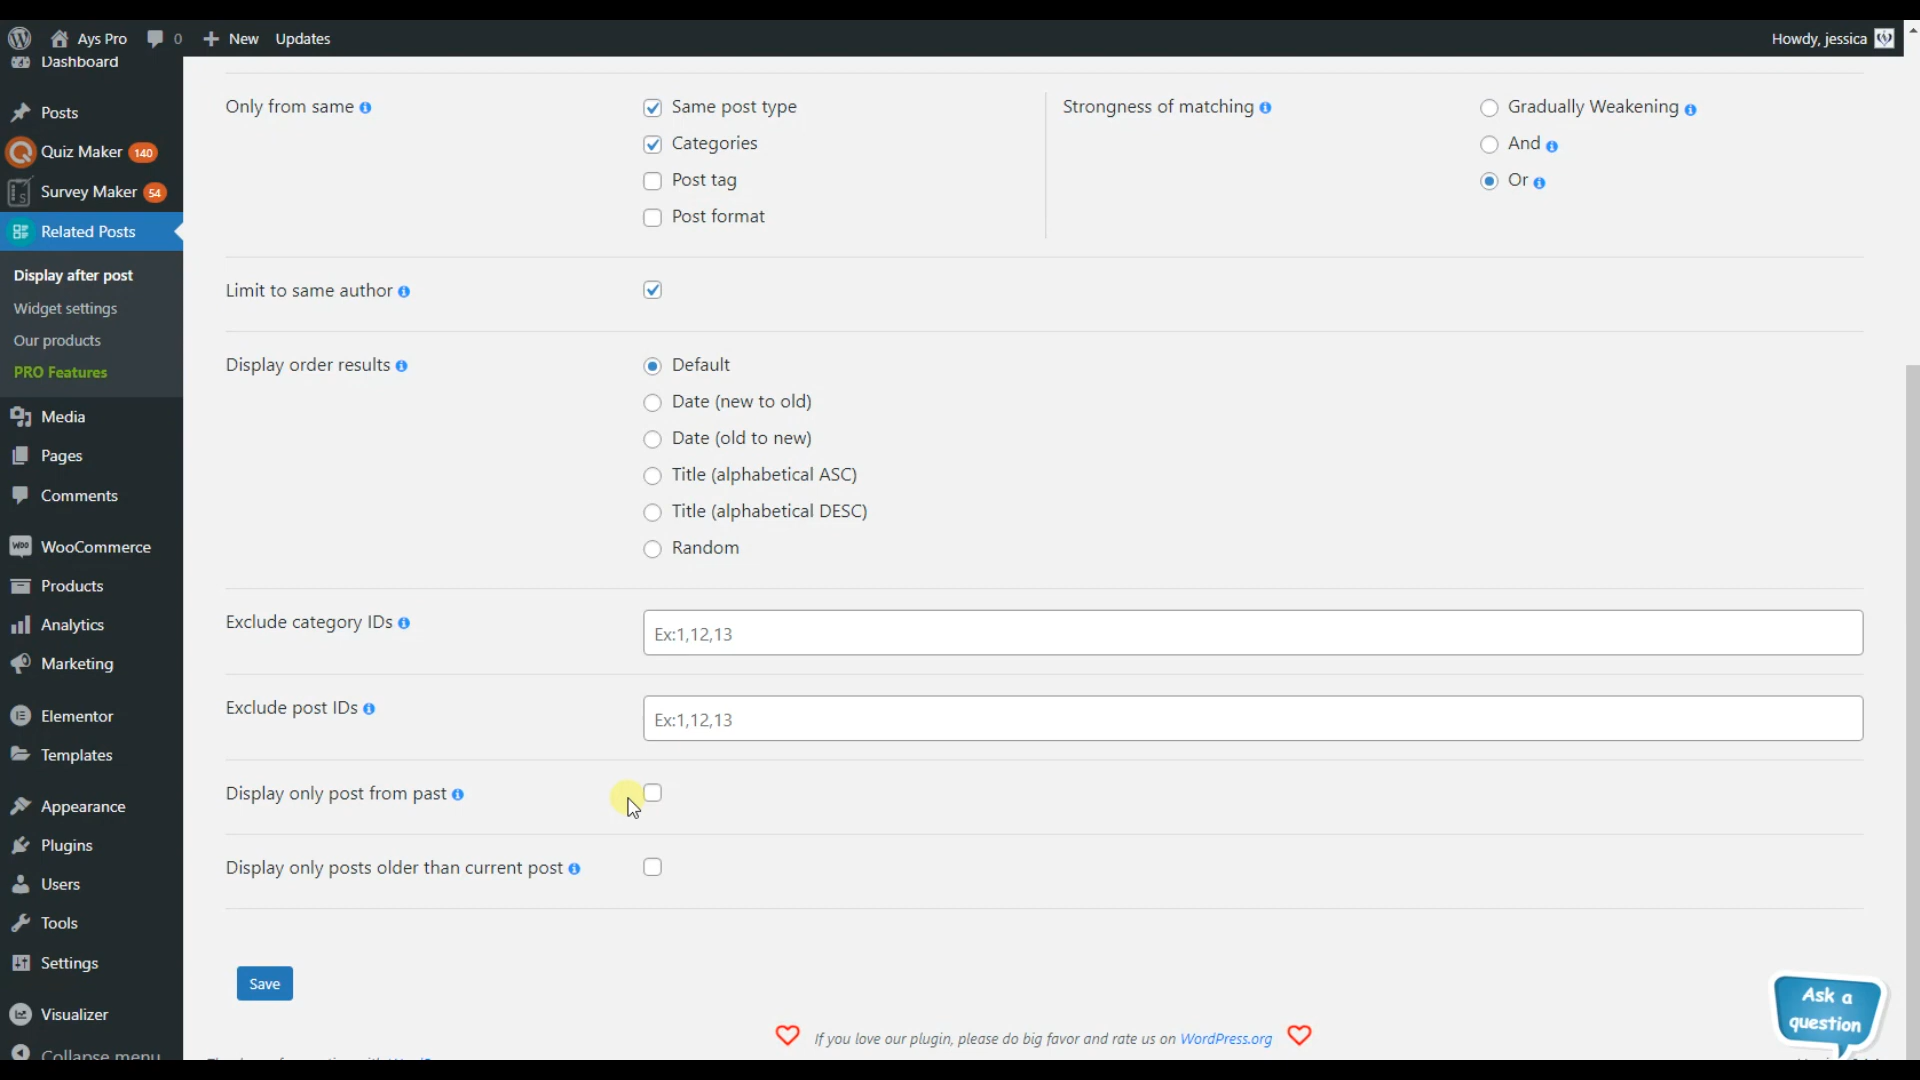 Ays Pro 0 New Updates Howdy, jessica
Dashboard
Posts
Quiz Maker 140
Survey Maker 54
Related Posts
Display after post
Widget settings
Our products
PRO Features
Media
Pages
Comments
WooCommerce
Products
Analytics
Marketing
Elementor
Templates
Appearance
Plugins
Users
Tools
Settings
Visualizer
Collapse menu
Only from same
Same post type
Categories
Post tag
Post format
Strongness of matching
Gradually Weakening
And
Or
Limit to same author
Display order results
Default
Date (new to old)
Date (old to new)
Title (alphabetical ASC)
Title (alphabetical DESC)
Random
Exclude category IDs
Ex:1,12,13
Exclude post IDs
Ex:1,12,13
Display only post from past
Display only posts older than current post
Save
If you love our plugin, please do big favor and rate us on WordPress.org
Ask a
question